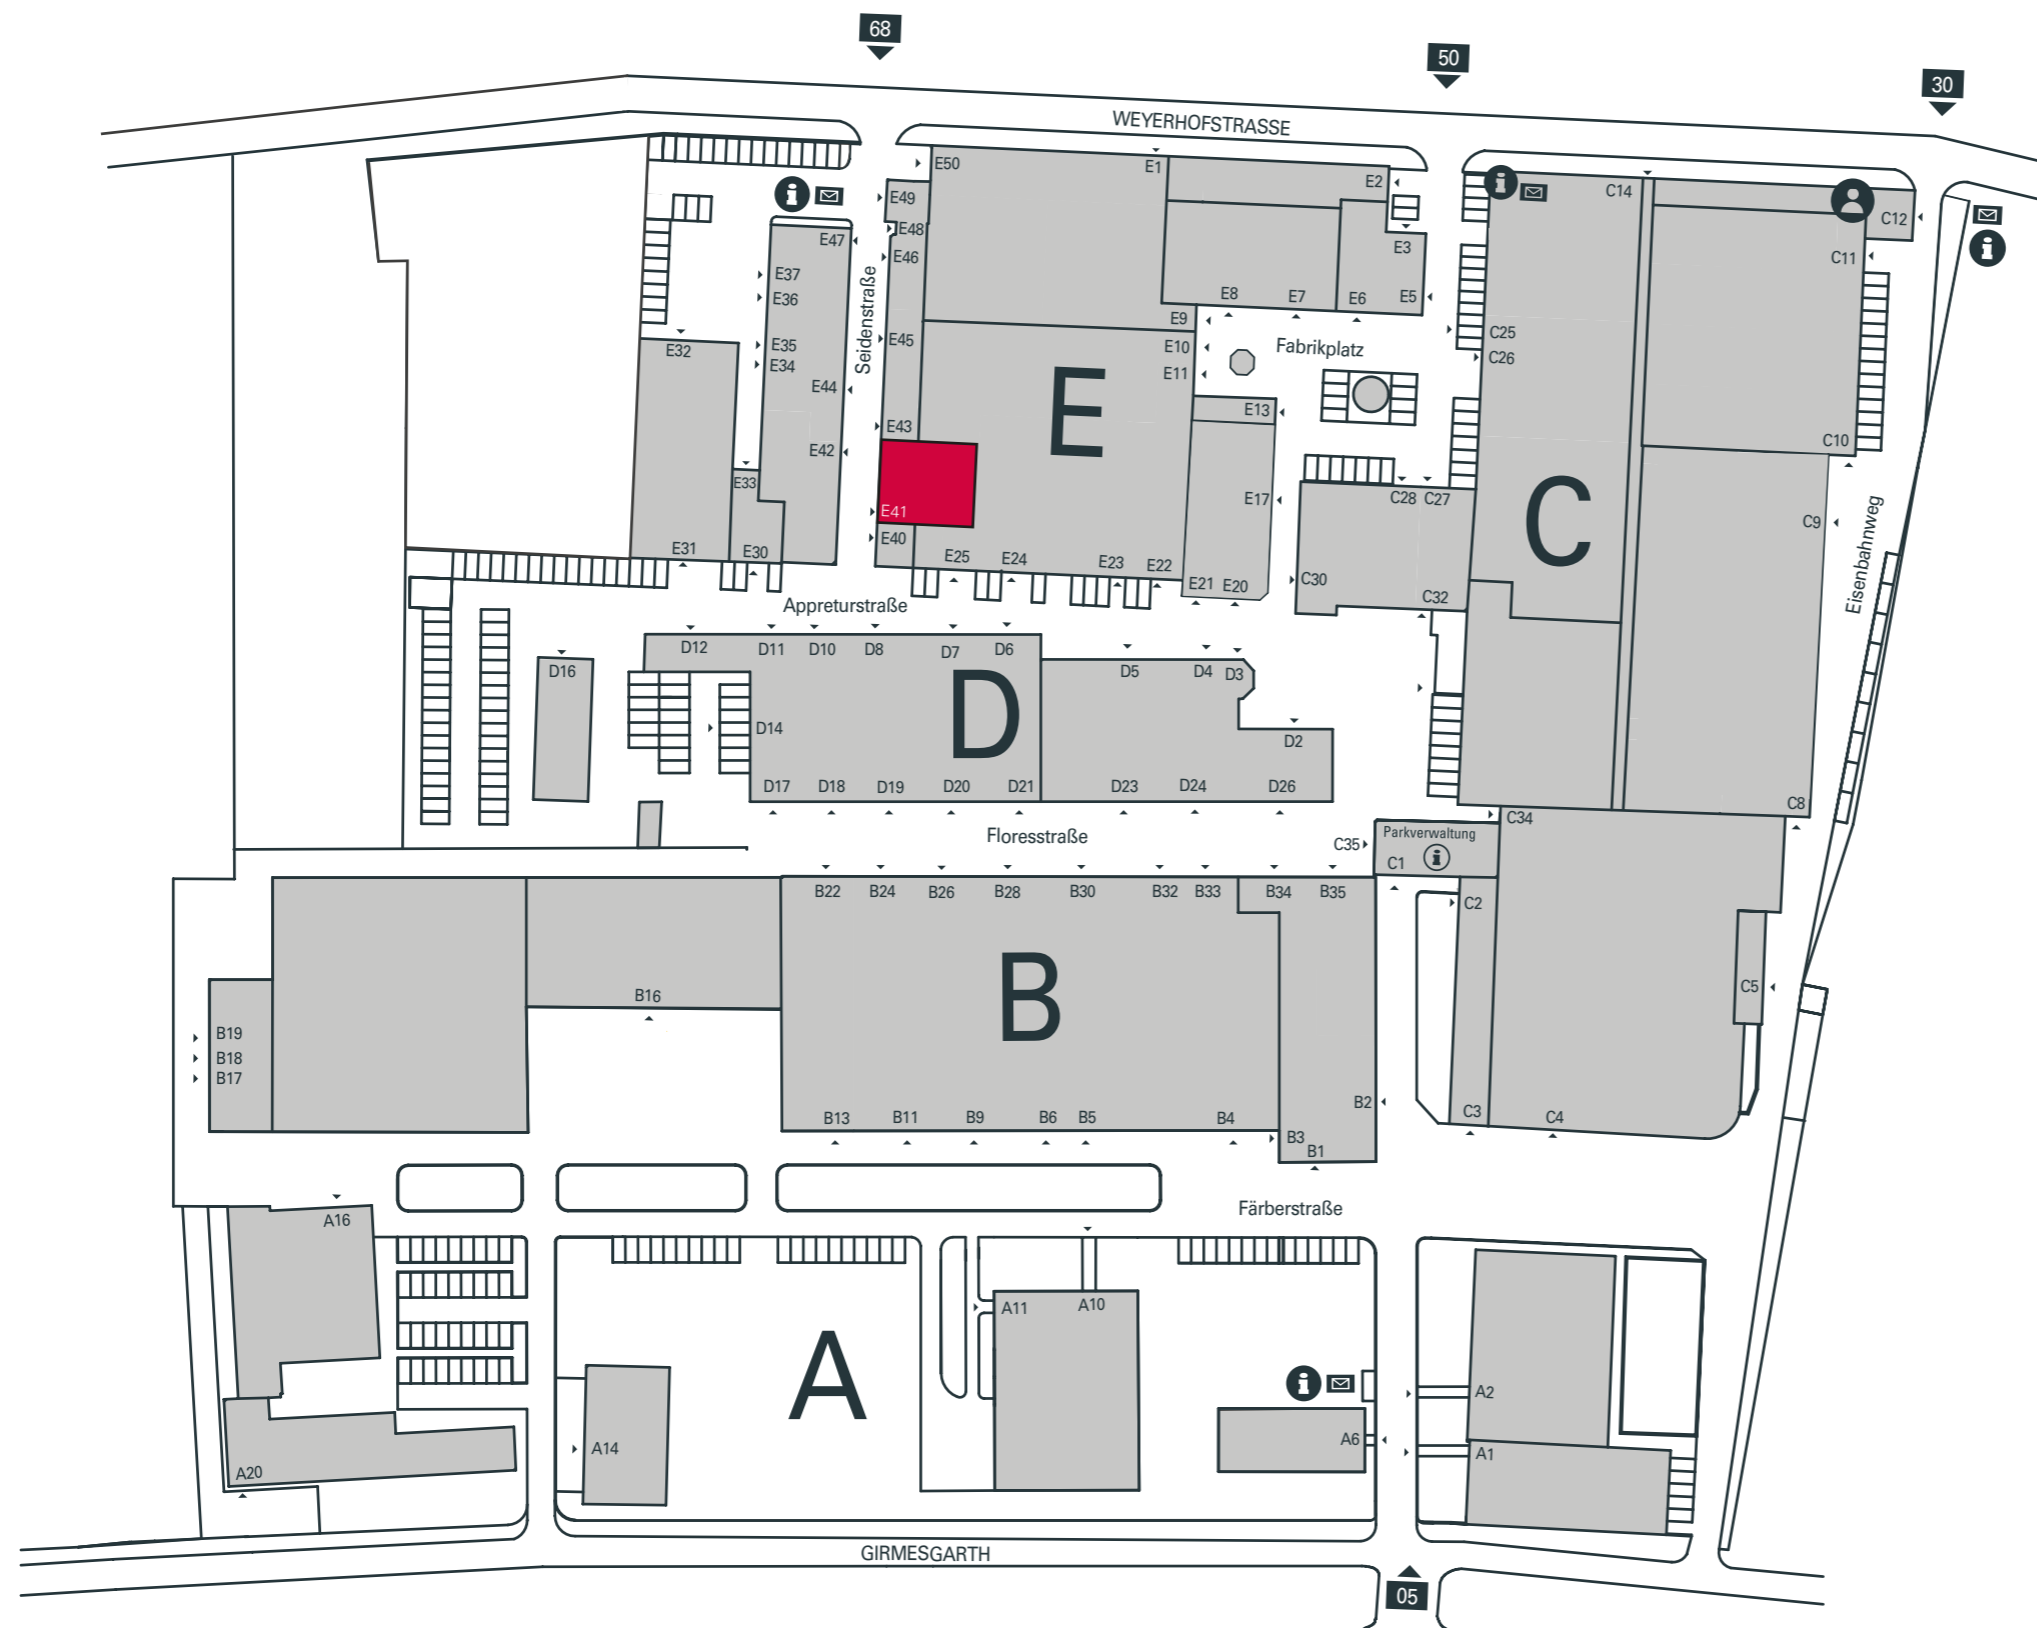 68
50
30
WEYERHOFSTRASSE
E50
E1
E2
C14
C12
E49
E48
E47
E46
E3
C11
E37
E36
E8
E7
E6
E5
E9
Seidenstraße
E45
E35
E34
E32
E10
E11
Fabrikplatz
C25
C26
E44
E
E13
E43
E42
C10
E33
E17
C28
C27
C
C9
E41
E40
E31
E30
E25
E24
E23
E22
E21
E20
C30
C32
Eisenbahnweg
Appreturstraße
D12
D11
D10
D8
D7
D6
D5
D4
D3
D16
D
D14
D2
D17
D18
D19
D20
D21
D23
D24
D26
C8
C34
Floresstraße
Parkverwaltung
C35
C1
B22
B24
B26
B28
B30
B32
B33
B34
B35
C2
B
B16
C5
B19
B18
B17
B13
B11
B9
B6
B5
B4
B2
B3
B1
C3
C4
Färberstraße
A16
A11
A10
A
A2
A14
A6
A1
A20
GIRMESGARTH
05